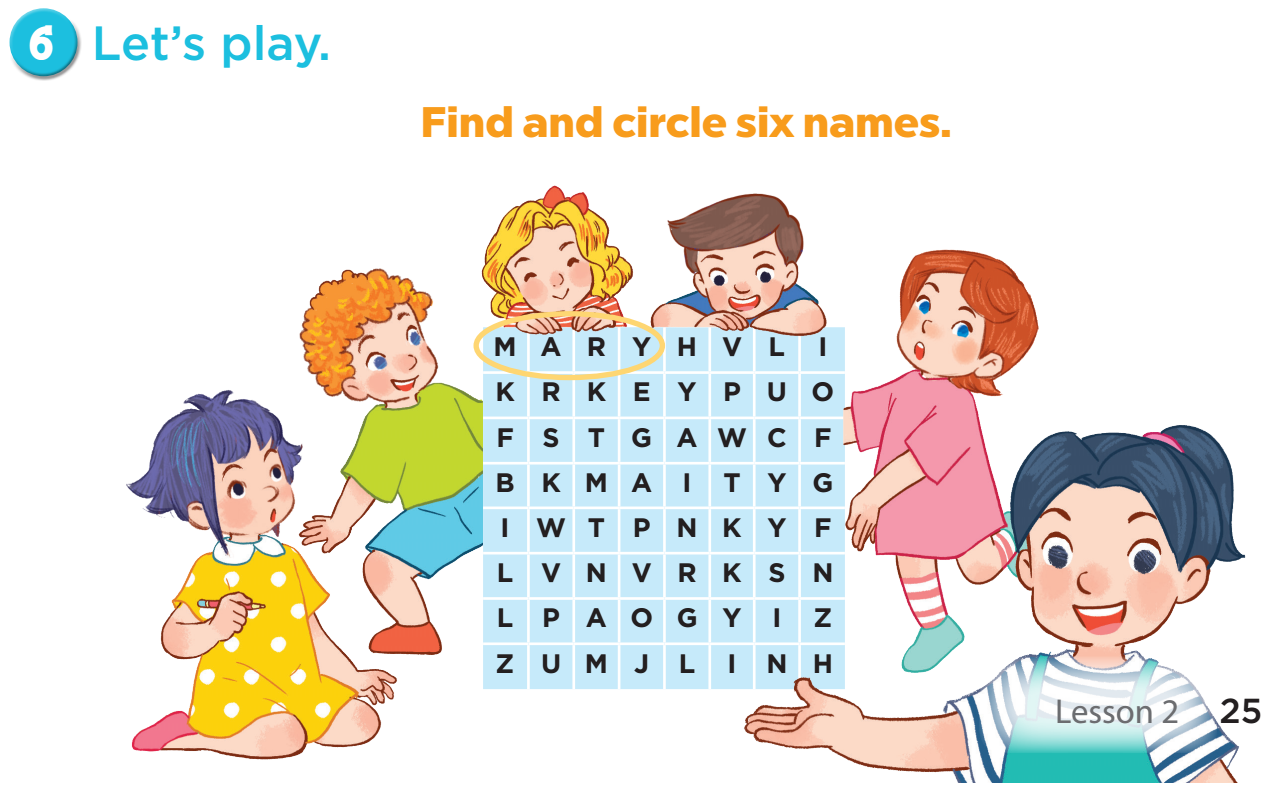 6 Let's play.
Find and circle six names.
M A R Y H V L I
K R K E Y P U O
F S T G A W C F
B K M A I T Y G
I W T P N K Y F
L V N V R K S N
L P A O G Y I Z
Z U M J L I N H
Lesson 2 25